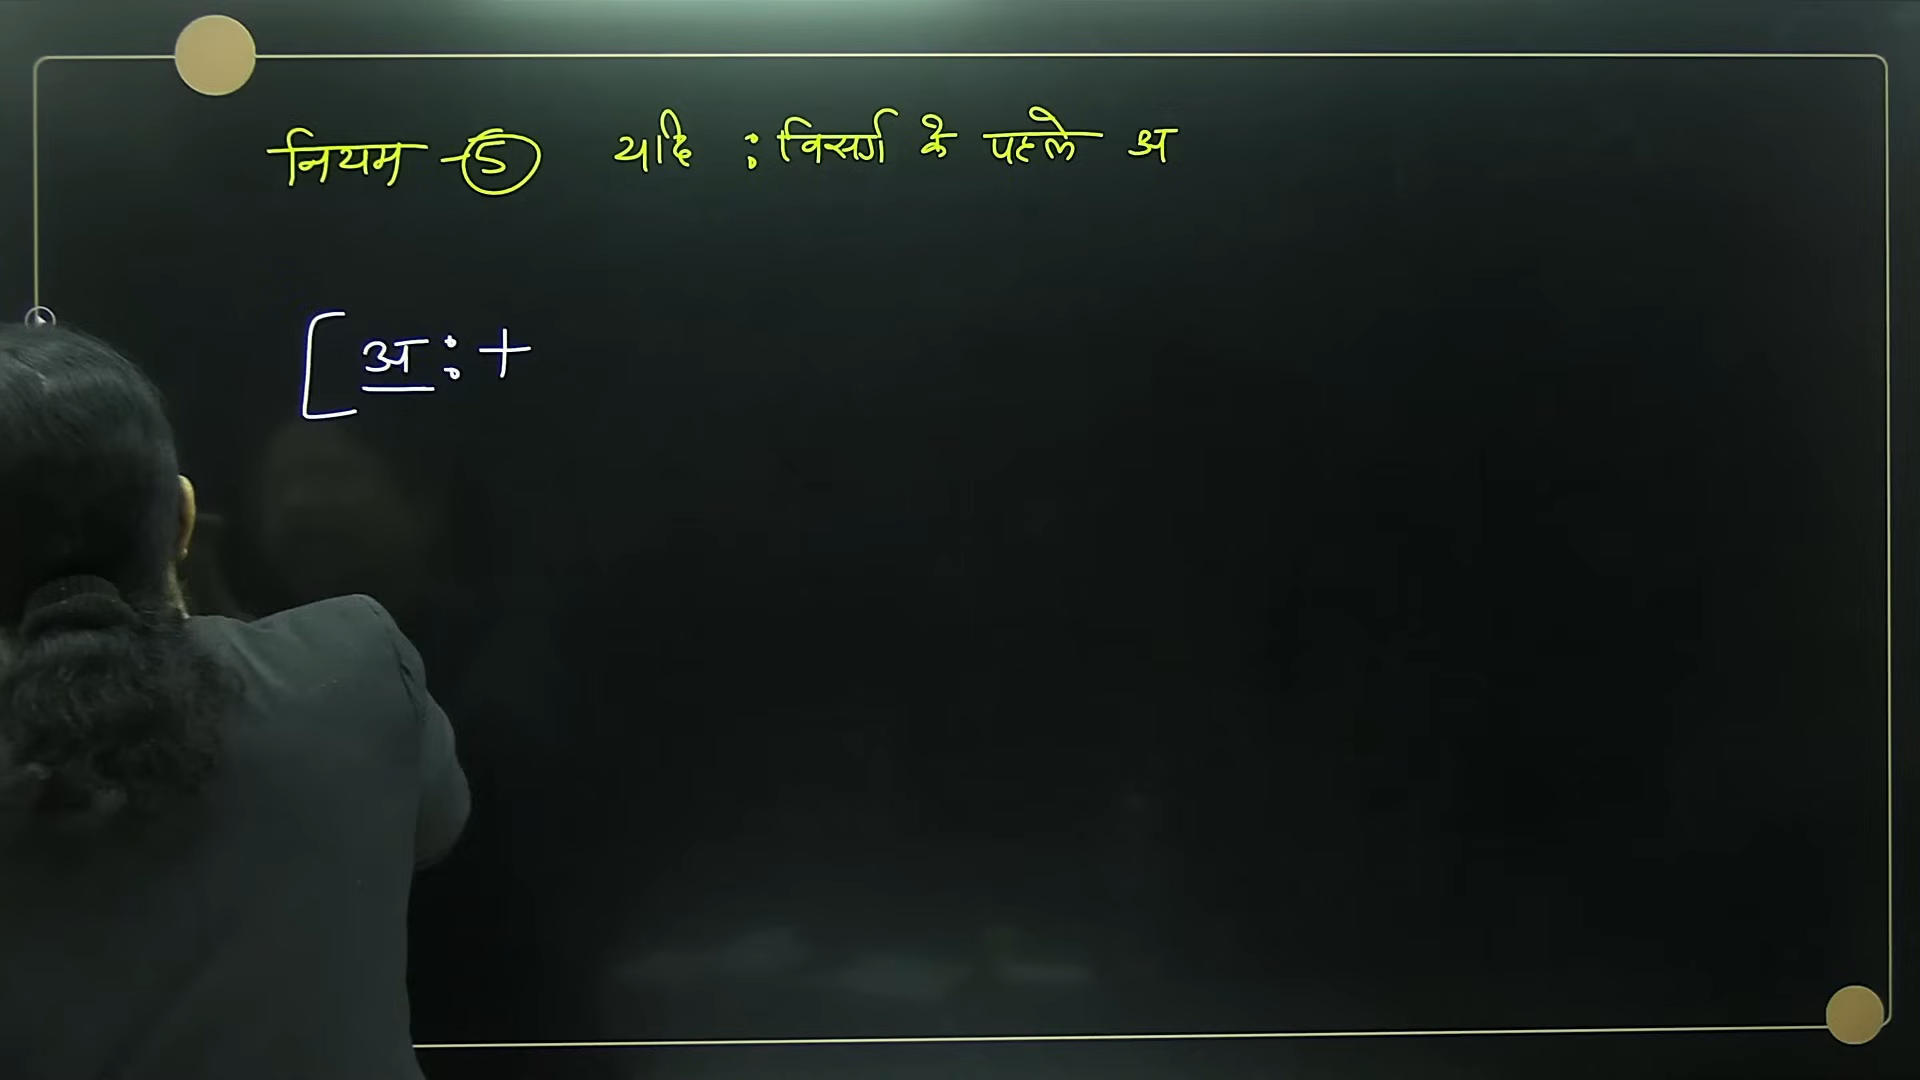 नियम -5 यदि : विसर्ग के पहले अ
[ अ : +